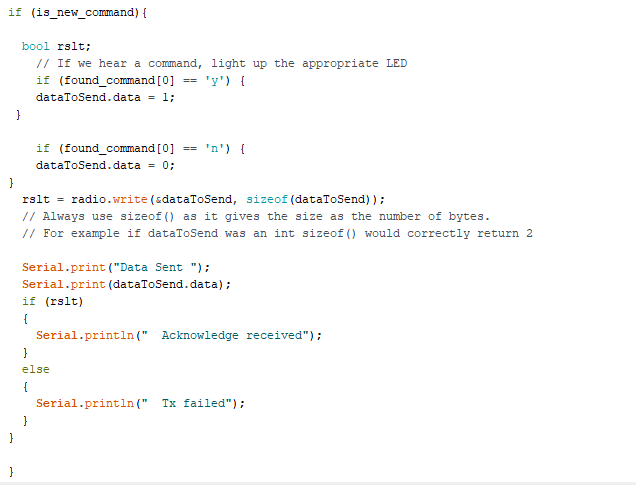 if (is_new_command){
bool rslt;
// If we hear a command, light up the appropriate LED
if (found_command[0] == 'y') {
dataToSend.data = 1;
}
if (found_command[0] == 'n') {
dataToSend.data = 0;
}
rslt = radio.write(&dataToSend, sizeof(dataToSend));
// Always use sizeof() as it gives the size as the number of bytes.
// For example if dataToSend was an int sizeof() would correctly return 2
Serial.print("Data Sent ");
Serial.print(dataToSend.data);
if (rslt)
{
Serial.println("  Acknowledge received");
}
else
{
Serial.println("  Tx failed");
}
}
}